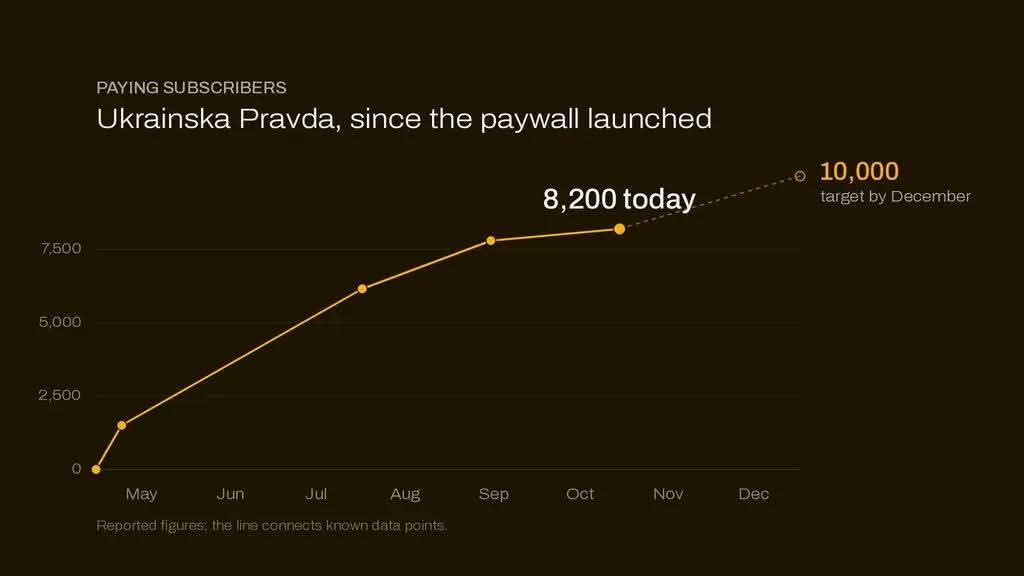 PAYING SUBSCRIBERS
Ukrainska Pravda, since the paywall launched
10,000
target by December
8,200 today
7,500
5,000
2,500
0
May Jun Jul Aug Sep Oct Nov Dec
Reported figures; the line connects known data points.